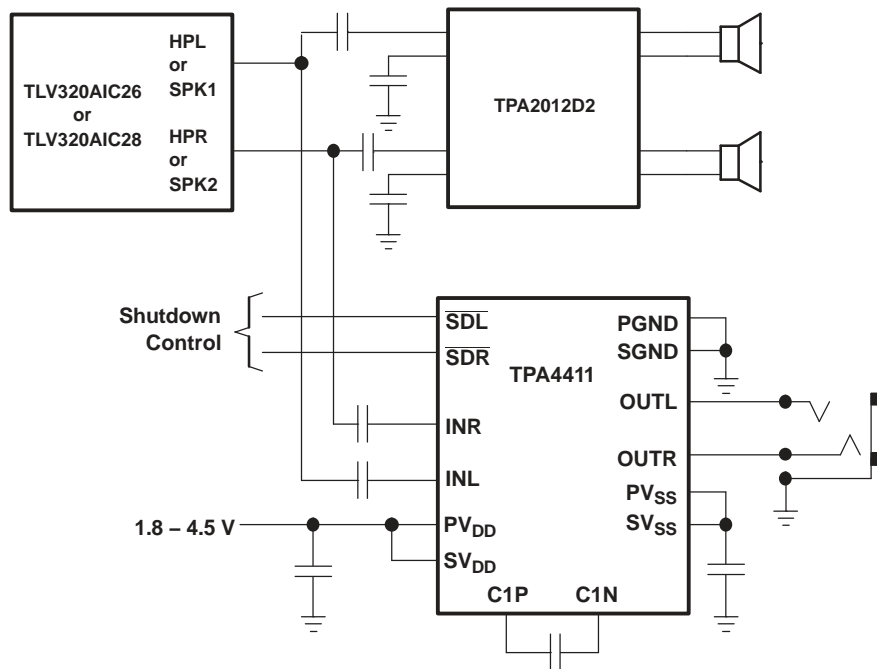 HPL
or
SPK1
TLV320AIC26
or
TLV320AIC28
HPR
or
SPK2
TPA2012D2
Shutdown
Control
SDL
SDR
INR
INL
PVDD
SVDD
1.8 – 4.5 V
TPA4411
PGND
SGND
OUTL
OUTR
PVSS
SVSS
C1P
C1N